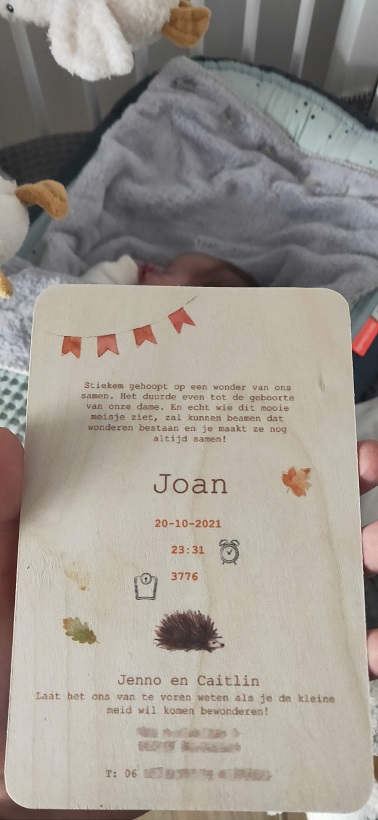 Stiekem gehoopt op een wonder van ons
samen. Het duurde even tot de geboorte
van onze dame. En echt wie dit mooie
meisje ziet, zal kunnen beamen dat
wonderen bestaan en je maakt ze nog
altijd samen!
Joan
20-10-2021
23:31
3776
Jenno en Caitlin
Laat het ons van te voren weten als je de kleine
meid wil komen bewonderen!
T: 06